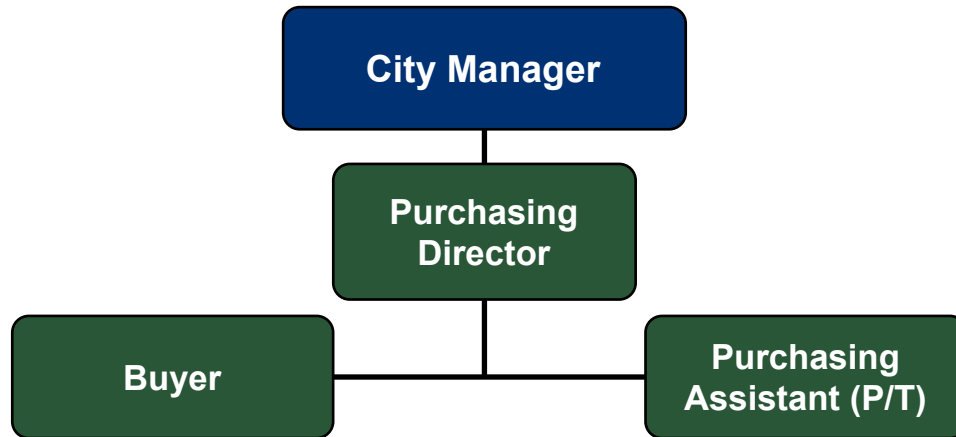 City Manager
Purchasing
Director
Buyer
Purchasing
Assistant (P/T)